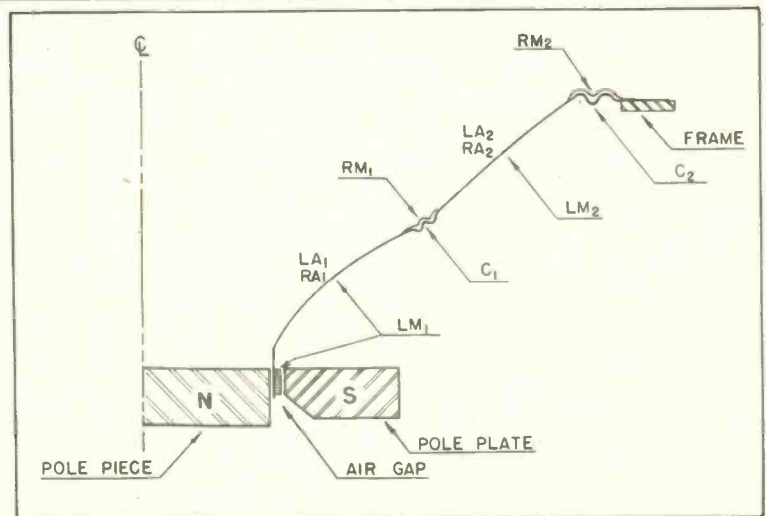 ℄
RM₂
FRAME
LA₂
RA₂
C₂
RM₁
LM₂
LA₁
RA₁
C₁
LM₁
N
S
POLE PLATE
POLE PIECE
AIR GAP